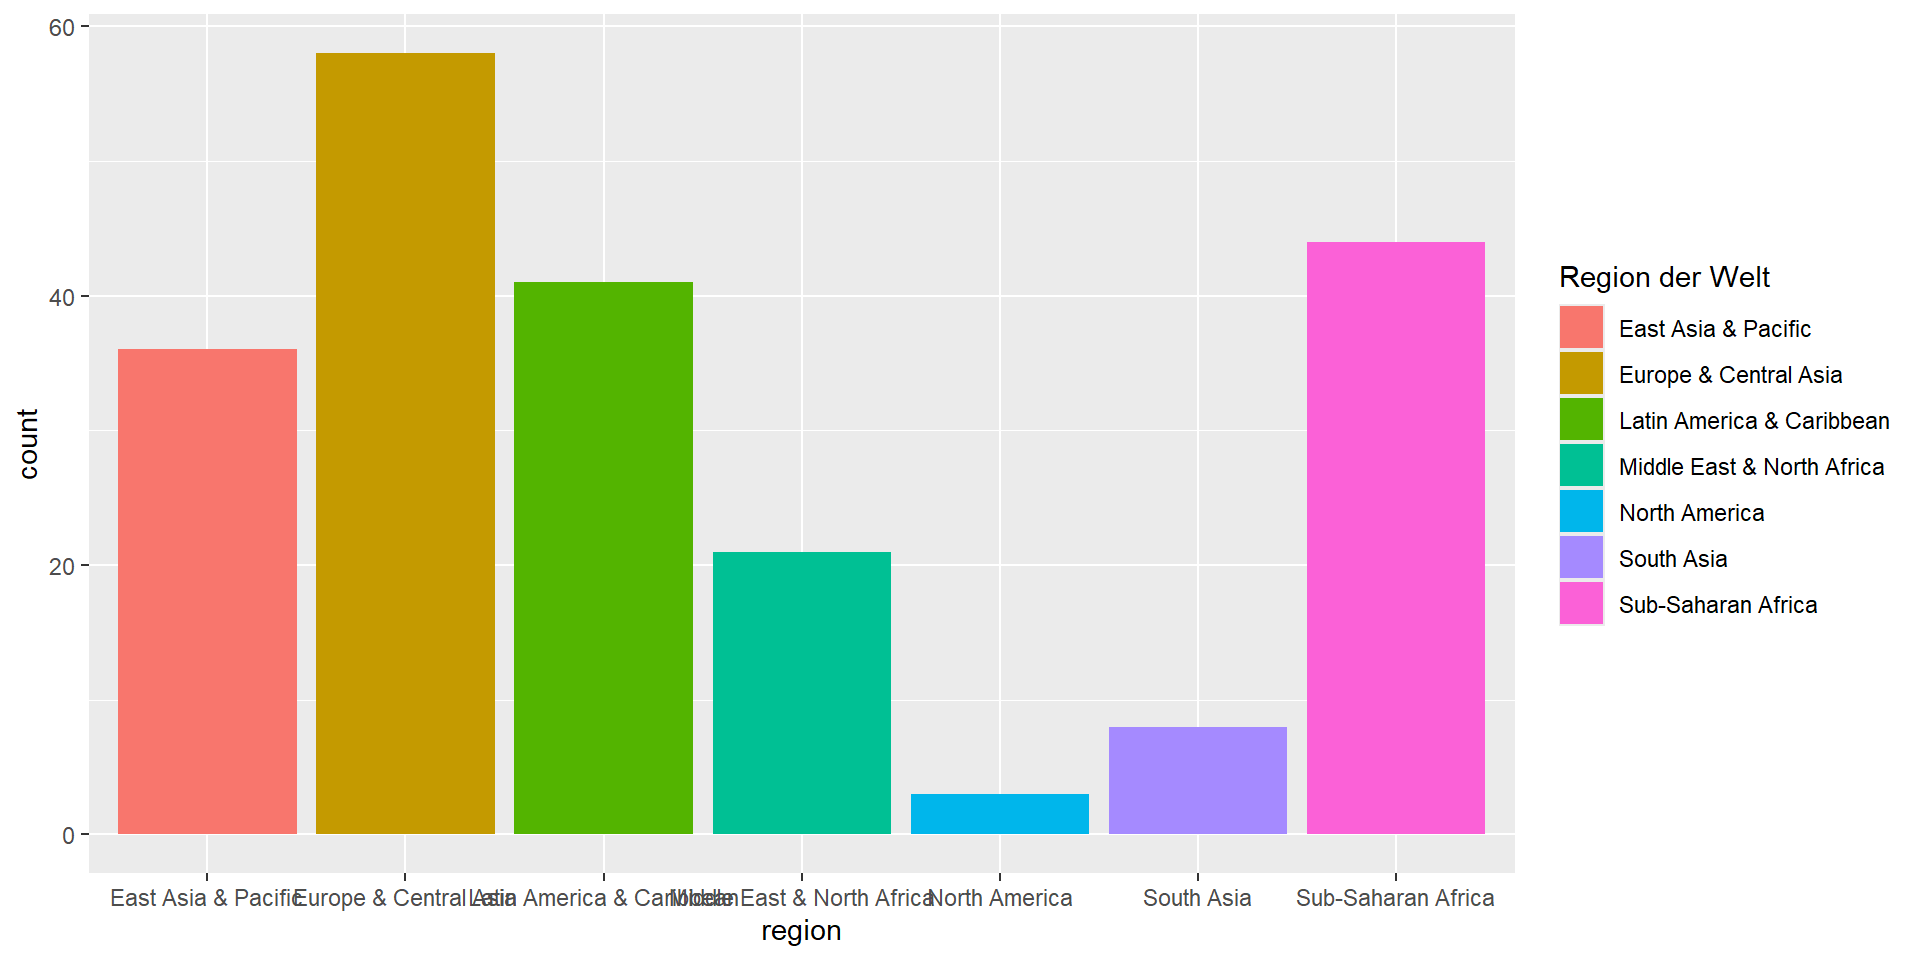 60
40
20
0
count
East Asia & Pacific
Europe & Central Asia
Latin America & Caribbean
Middle East & North Africa
North America
South Asia
Sub-Saharan Africa
region
Region der Welt
East Asia & Pacific
Europe & Central Asia
Latin America & Caribbean
Middle East & North Africa
North America
South Asia
Sub-Saharan Africa